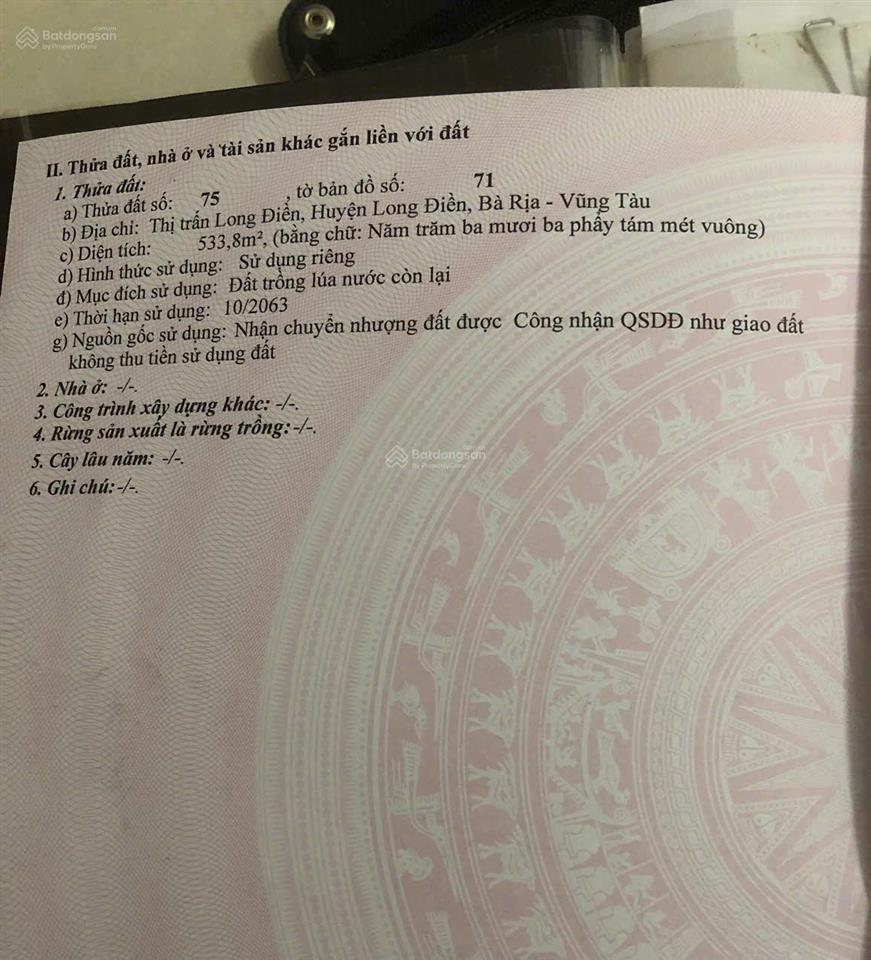 Batdongsan
by PropertyGuru
II. Thửa đất, nhà ở và tài sản khác gắn liền với đất
1. Thửa đất:
a) Thửa đất số: 75 , tờ bản đồ số: 71
b) Địa chỉ: Thị trấn Long Điền, Huyện Long Điền, Bà Rịa - Vũng Tàu
c) Diện tích: 533,8m², (bằng chữ: Năm trăm ba mươi ba phẩy tám mét vuông)
d) Hình thức sử dụng: Sử dụng riêng
đ) Mục đích sử dụng: Đất trồng lúa nước còn lại
e) Thời hạn sử dụng: 10/2063
g) Nguồn gốc sử dụng: Nhận chuyển nhượng đất được Công nhận QSDĐ như giao đất
không thu tiền sử dụng đất
2. Nhà ở: -/-.
3. Công trình xây dựng khác: -/-.
4. Rừng sản xuất là rừng trồng: -/-.
5. Cây lâu năm: -/-.
6. Ghi chú: -/-.
Batdongsan
by PropertyGuru